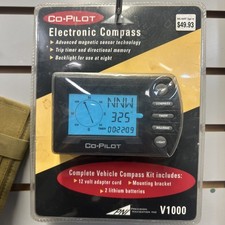 CO-PILOT
Electronic Compass
▸ Advanced magnetic sensor technology
▸ Trip timer and directional memory
▸ Backlight for use at night
$49.93
NNW
325
CO-PILOT
Complete Vehicle Compass Kit includes:
▸ 12 volt adapter cord ▸ Mounting bracket
▸ 2 lithium batteries
V1000